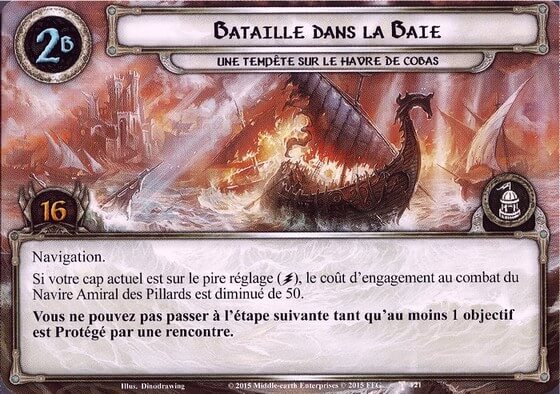 2B
BATAILLE DANS LA BAIE
UNE TEMPÊTE SUR LE HAVRE DE COBAS
16
Navigation.
Si votre cap actuel est sur le pire réglage (), le coût d'engagement au combat du
Navire Amiral des Pillards est diminué de 50.
Vous ne pouvez pas passer à l'étape suivante tant qu'au moins 1 objectif
est Protégé par une rencontre.
Illus. Dinodrawing
© 2015 Middle-earth Enterprises © 2015 FFG